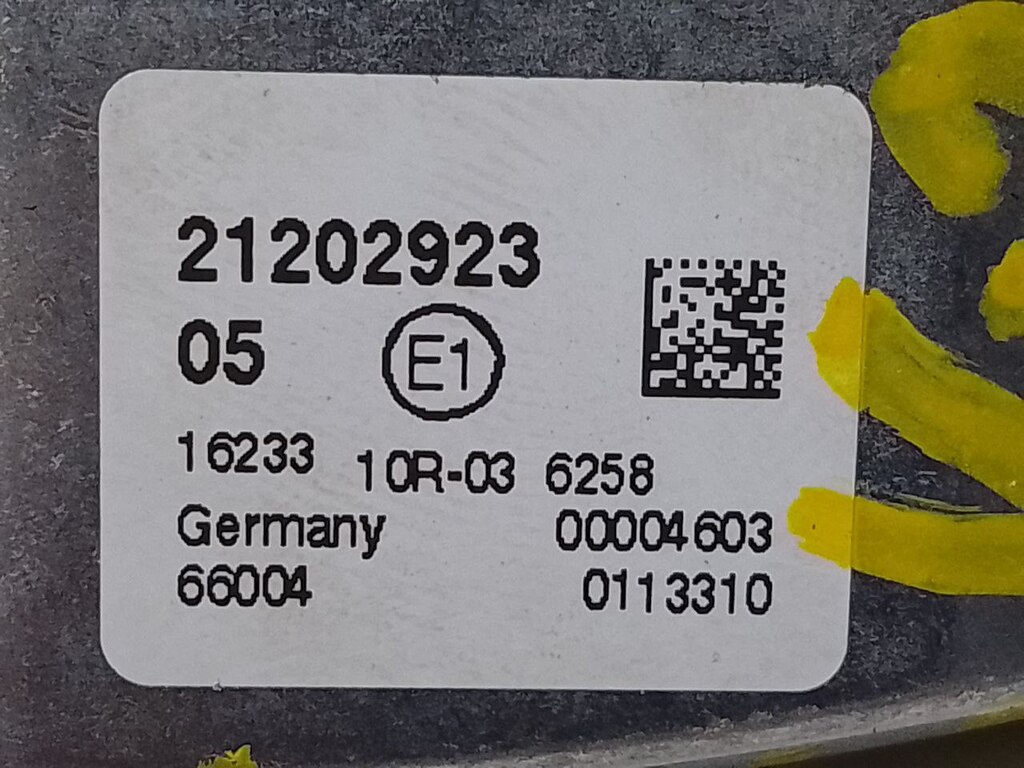 21202923
05 E1
16233 10R-03 6258
Germany 00004603
66004 0113310